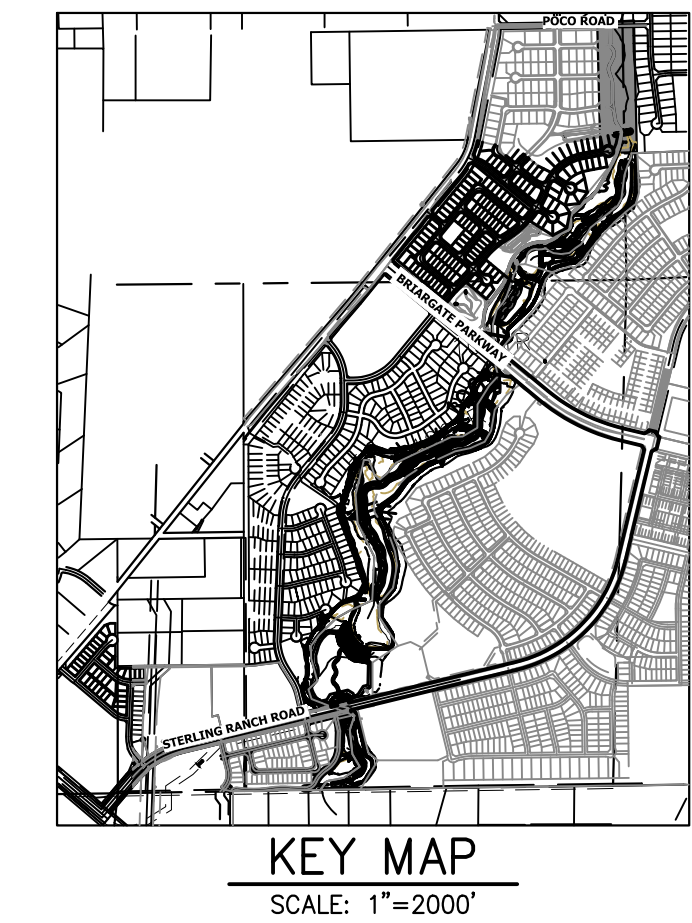 POCO ROAD
BRIARGATE PARKWAY
STERLING RANCH ROAD
KEY MAP
SCALE: 1"=2000'